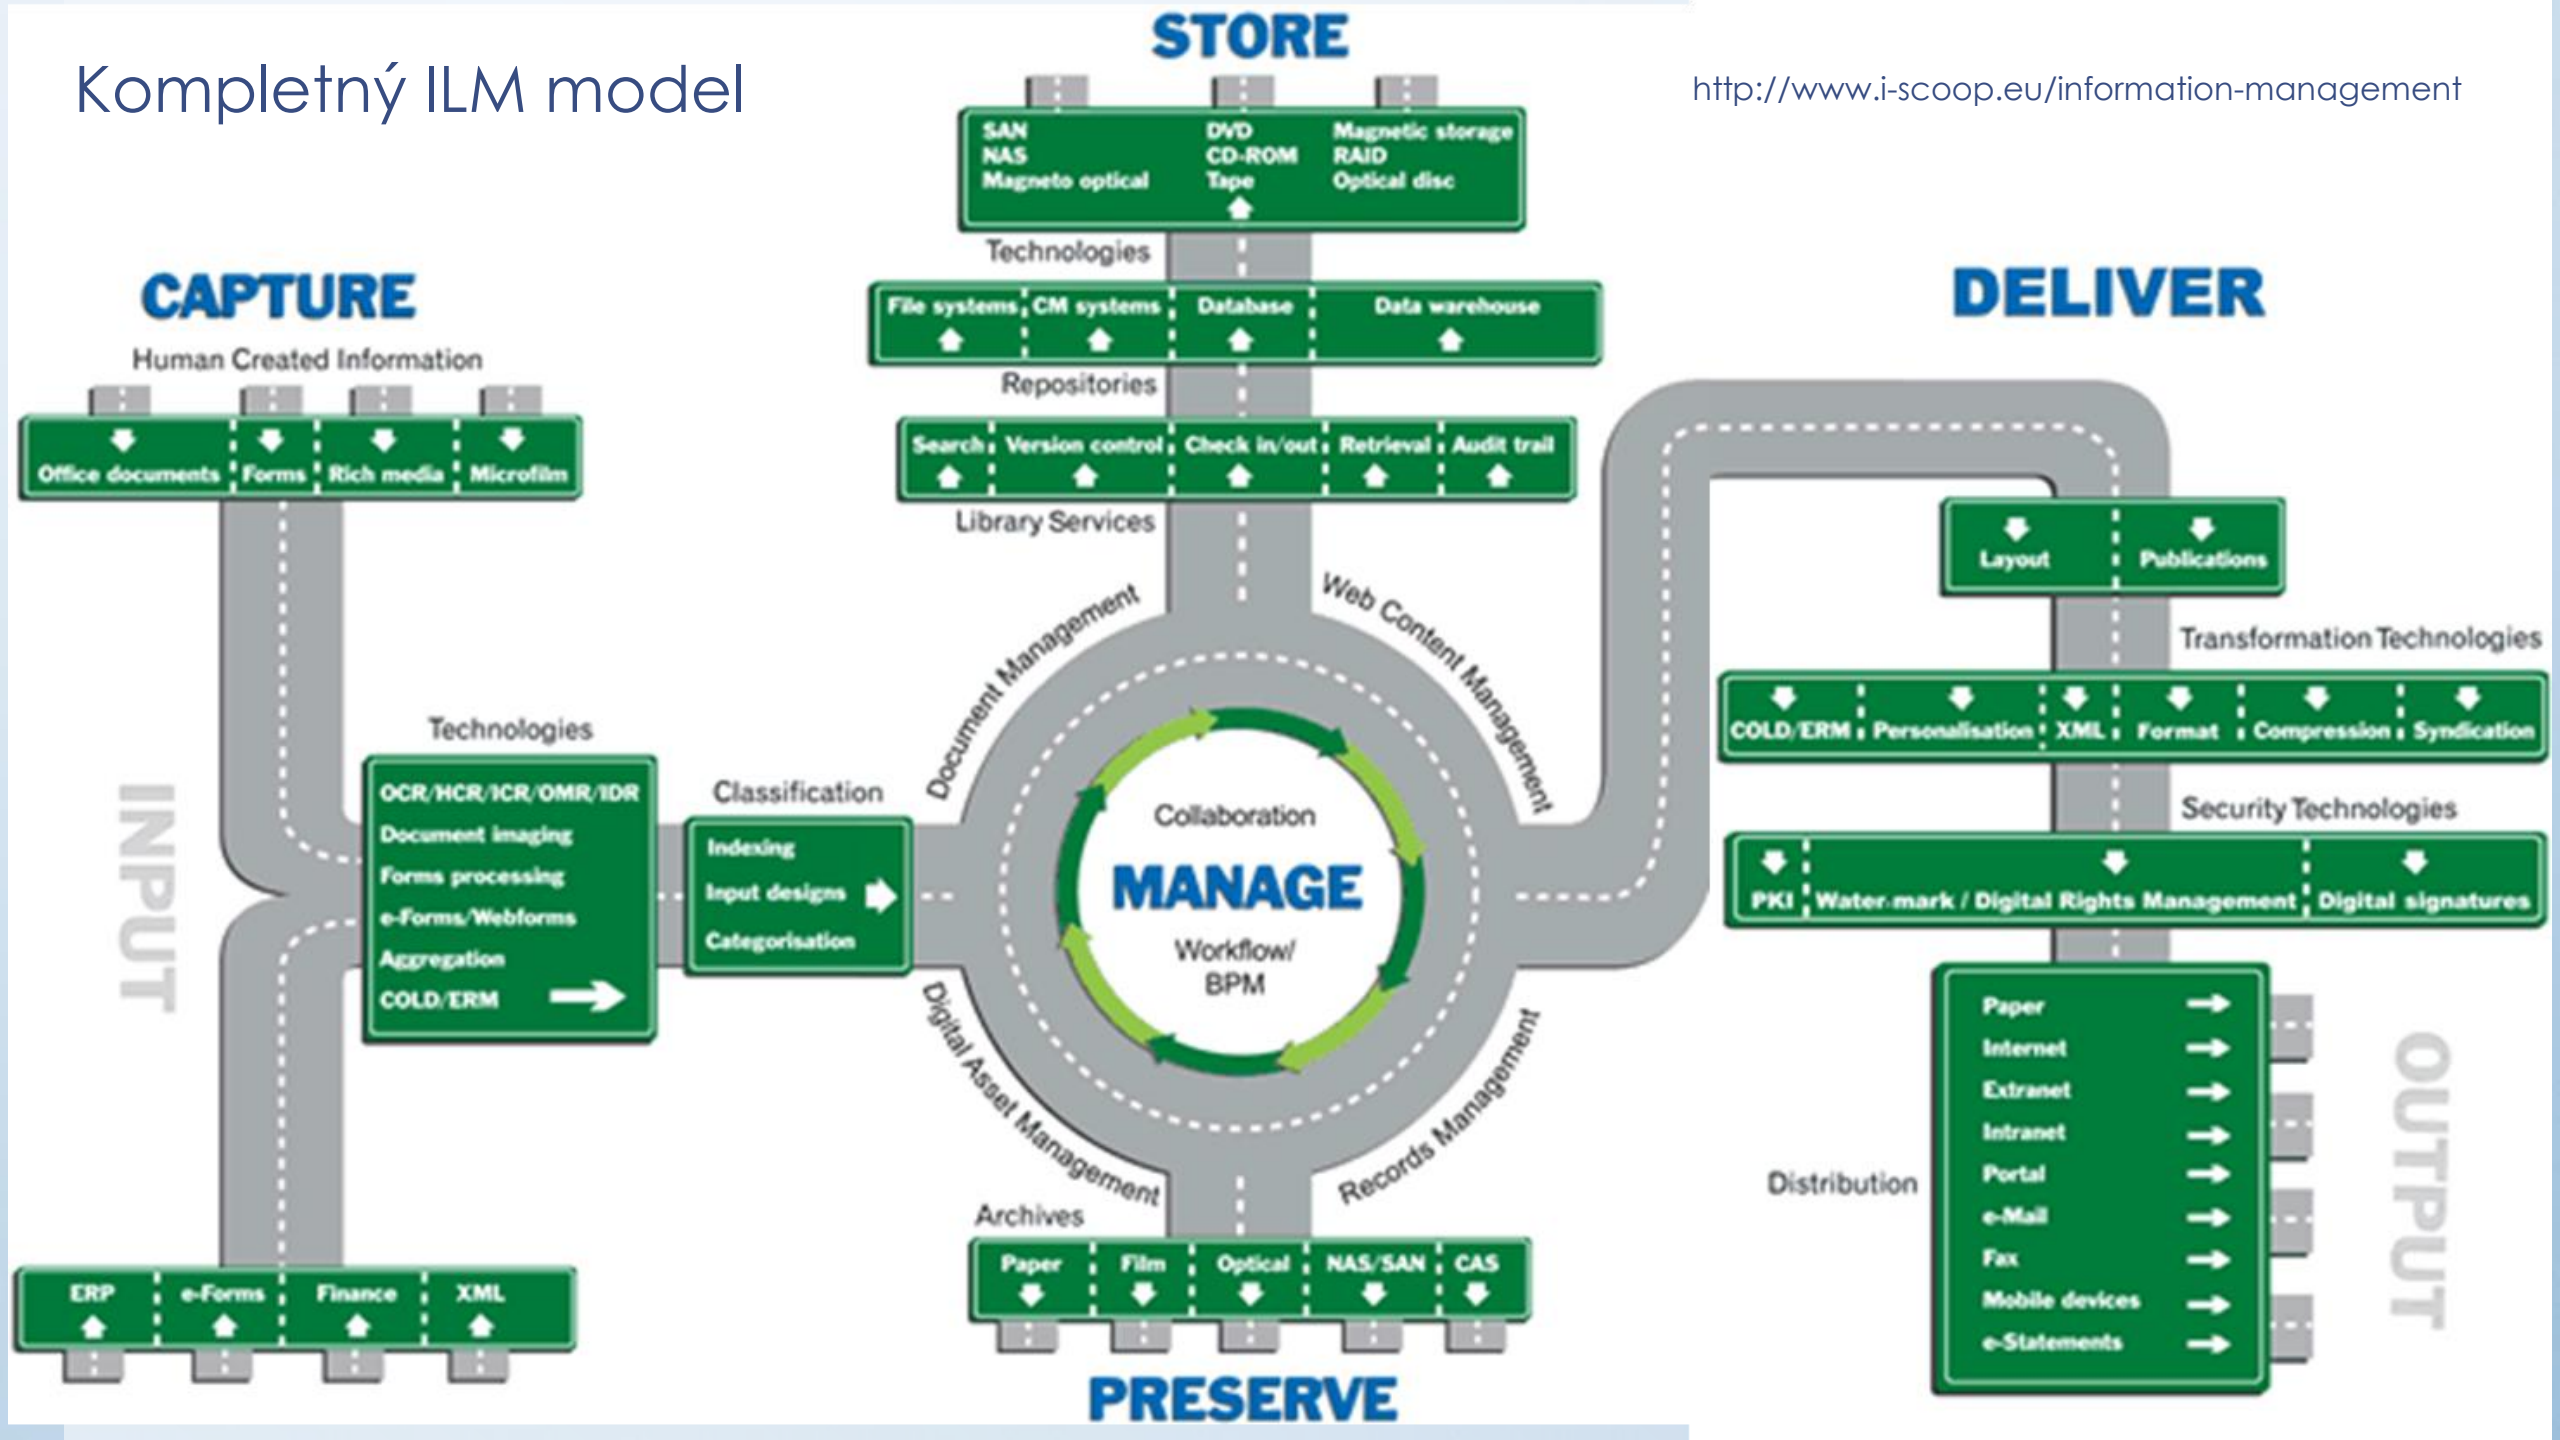 Kompletný ILM model
http://www.i-scoop.eu/information-management
STORE
SAN
NAS
Magneto optical
DVD
CD-ROM
Tape
Magnetic storage
RAID
Optical disc
Technologies
File systems
CM systems
Database
Data warehouse
Repositories
Search
Version control
Check in/out
Retrieval
Audit trail
Library Services
CAPTURE
Human Created Information
Office documents
Forms
Rich media
Microfilm
INPUT
Technologies
OCR/HCR/ICR/OMR/IDR
Document imaging
Forms processing
e-Forms/Webforms
Aggregation
COLD/ERM
Classification
Indexing
Input designs
Categorisation
ERP
e-Forms
Finance
XML
Document Management
Web Content Management
Collaboration
MANAGE
Workflow/
BPM
Digital Asset Management
Records Management
Archives
Paper
Film
Optical
NAS/SAN
CAS
PRESERVE
DELIVER
Layout
Publications
Transformation Technologies
COLD/ERM
Personalisation
XML
Format
Compression
Syndication
Security Technologies
PKI
Water-mark / Digital Rights Management
Digital signatures
Distribution
Paper
Internet
Extranet
Intranet
Portal
e-Mail
Fax
Mobile devices
e-Statements
OUTPUT